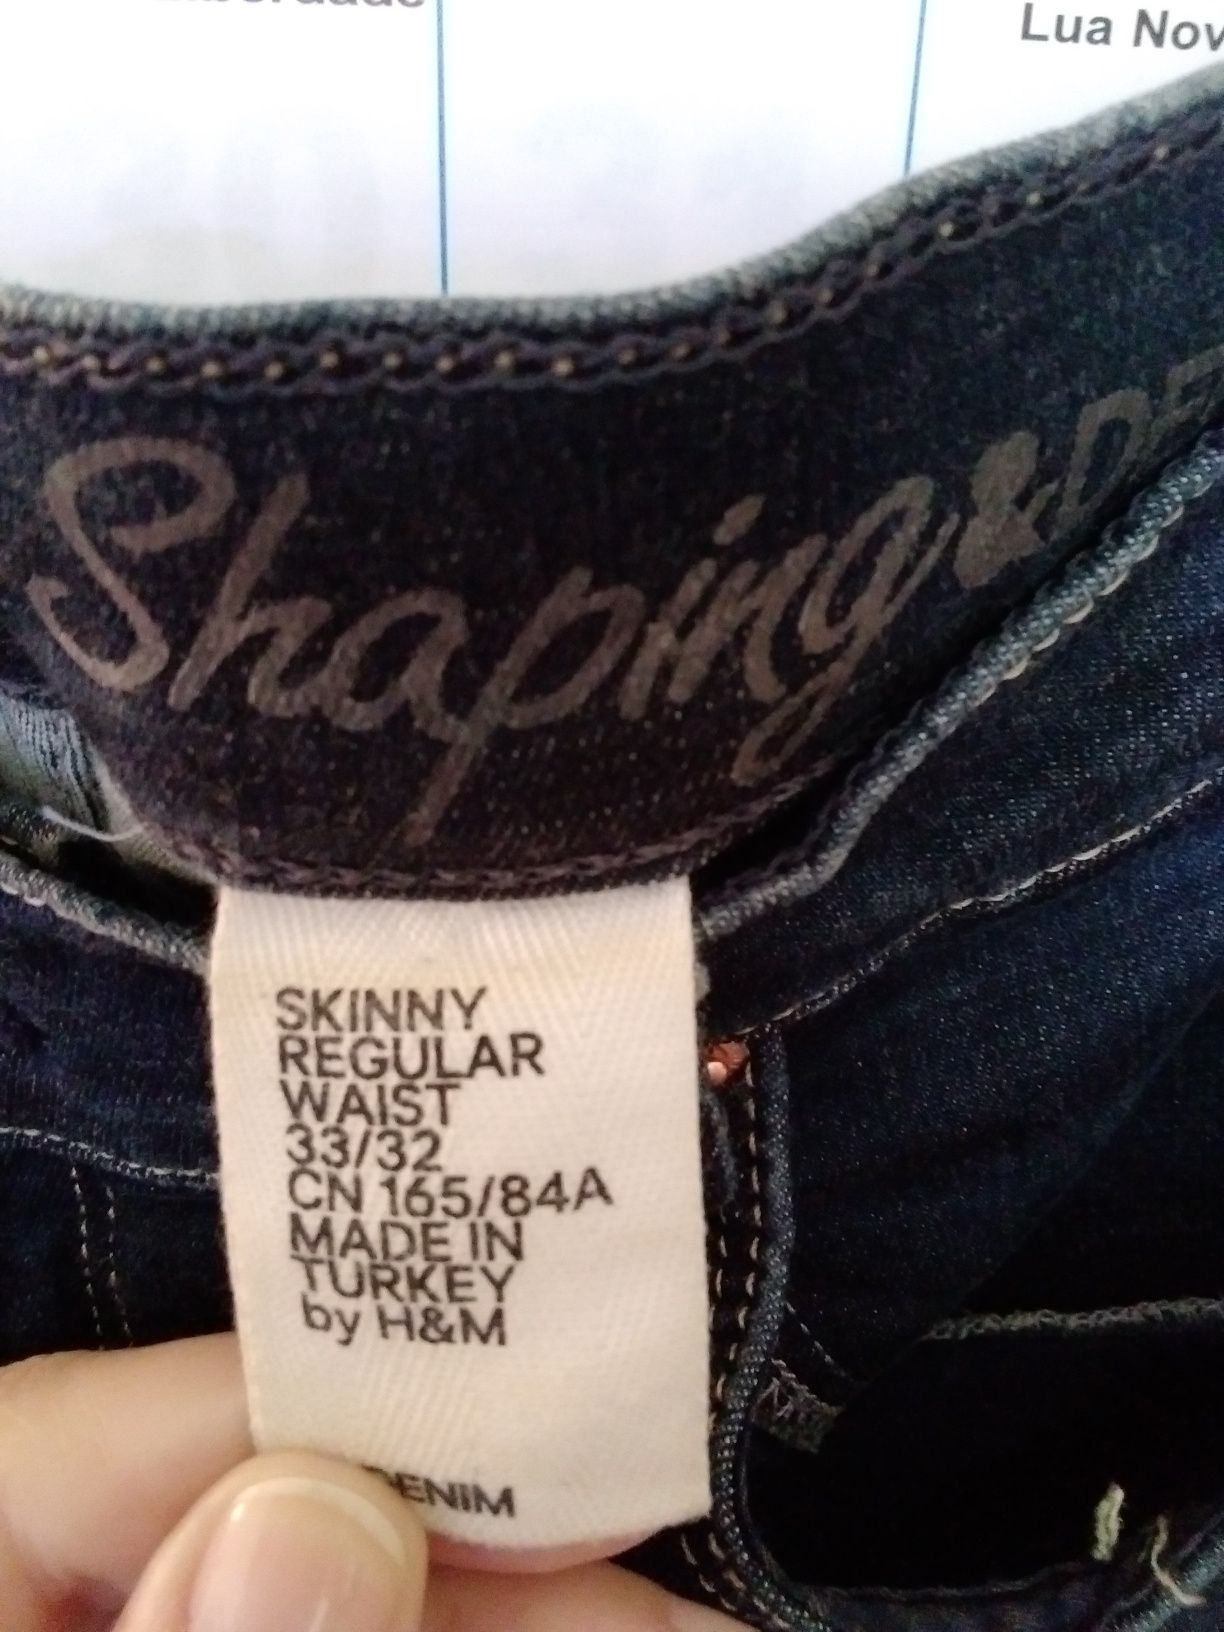 Lua Nov
Shaping &
SKINNY
REGULAR
WAIST
33/32
CN 165/84A
MADE IN
TURKEY
by H&M
DENIM